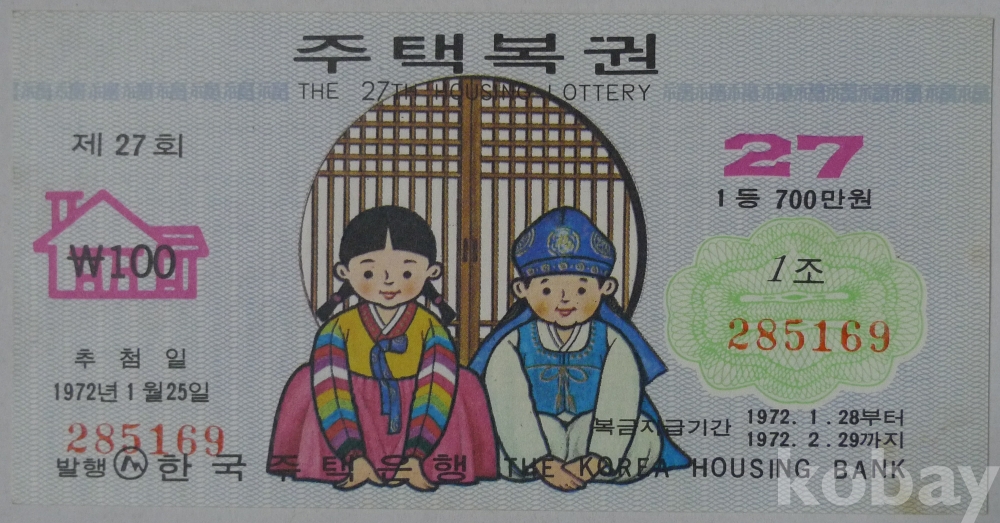 주택복권
THE 27TH HOUSING LOTTERY
제 27 회
27
1 등 700만원
₩100
1 조
285169
추 첨 일
1972년 1 월 25일
285169
복금지급기간 1972. 1. 28부터
1972. 2. 29까지
발행 한국주택은행 THE KOREA HOUSING BANK
kobay